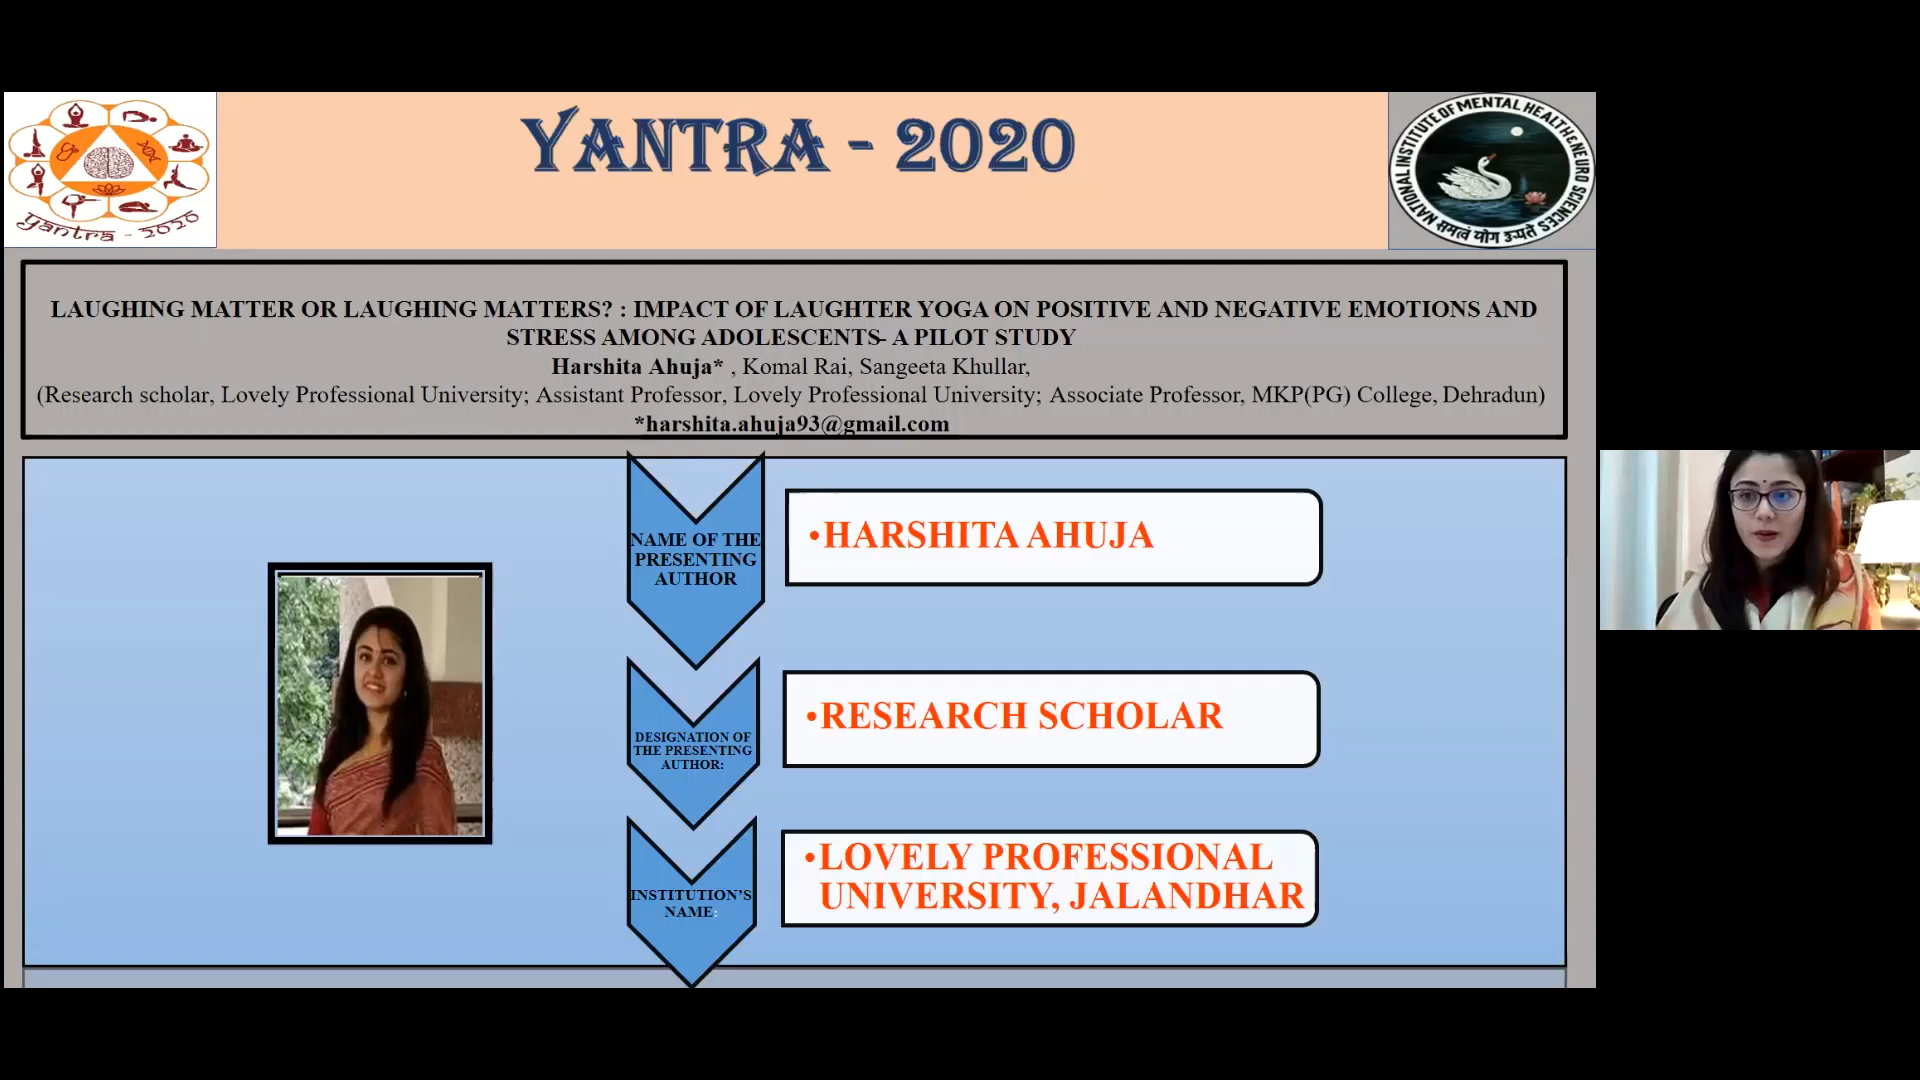 YANTRA - 2020
yantra - 2020
NATIONAL INSTITUTE OF MENTAL HEALTH & NEURO SCIENCES
समत्वं योग उच्यते
LAUGHING MATTER OR LAUGHING MATTERS? : IMPACT OF LAUGHTER YOGA ON POSITIVE AND NEGATIVE EMOTIONS AND
STRESS AMONG ADOLESCENTS- A PILOT STUDY
Harshita Ahuja* , Komal Rai, Sangeeta Khullar,
(Research scholar, Lovely Professional University; Assistant Professor, Lovely Professional University; Associate Professor, MKP(PG) College, Dehradun)
*harshita.ahuja93@gmail.com
NAME OF THE
PRESENTING
AUTHOR
•HARSHITA AHUJA
DESIGNATION OF
THE PRESENTING
AUTHOR:
•RESEARCH SCHOLAR
INSTITUTION'S
NAME:
•LOVELY PROFESSIONAL
UNIVERSITY, JALANDHAR